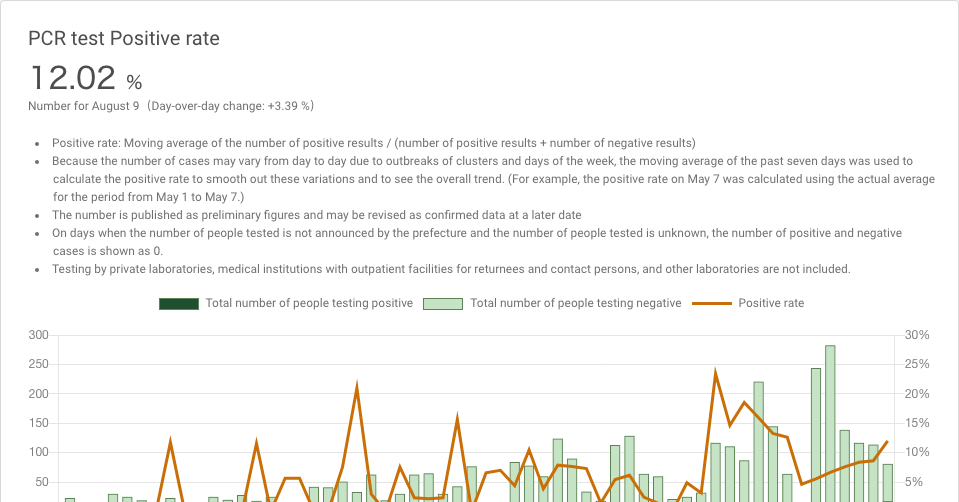 PCR test Positive rate
12.02 %
Number for August 9（Day-over-day change: +3.39 %）
• Positive rate: Moving average of the number of positive results / (number of positive results + number of negative results)
• Because the number of cases may vary from day to day due to outbreaks of clusters and days of the week, the moving average of the past seven days was used to
calculate the positive rate to smooth out these variations and to see the overall trend. (For example, the positive rate on May 7 was calculated using the actual average
for the period from May 1 to May 7.)
• The number is published as preliminary figures and may be revised as confirmed data at a later date
• On days when the number of people tested is not announced by the prefecture and the number of people tested is unknown, the number of positive and negative
cases is shown as 0.
• Testing by private laboratories, medical institutions with outpatient facilities for returnees and contact persons, and other laboratories are not included.
Total number of people testing positive Total number of people testing negative Positive rate
300 30%
250 25%
200 20%
150 15%
100 10%
50 5%